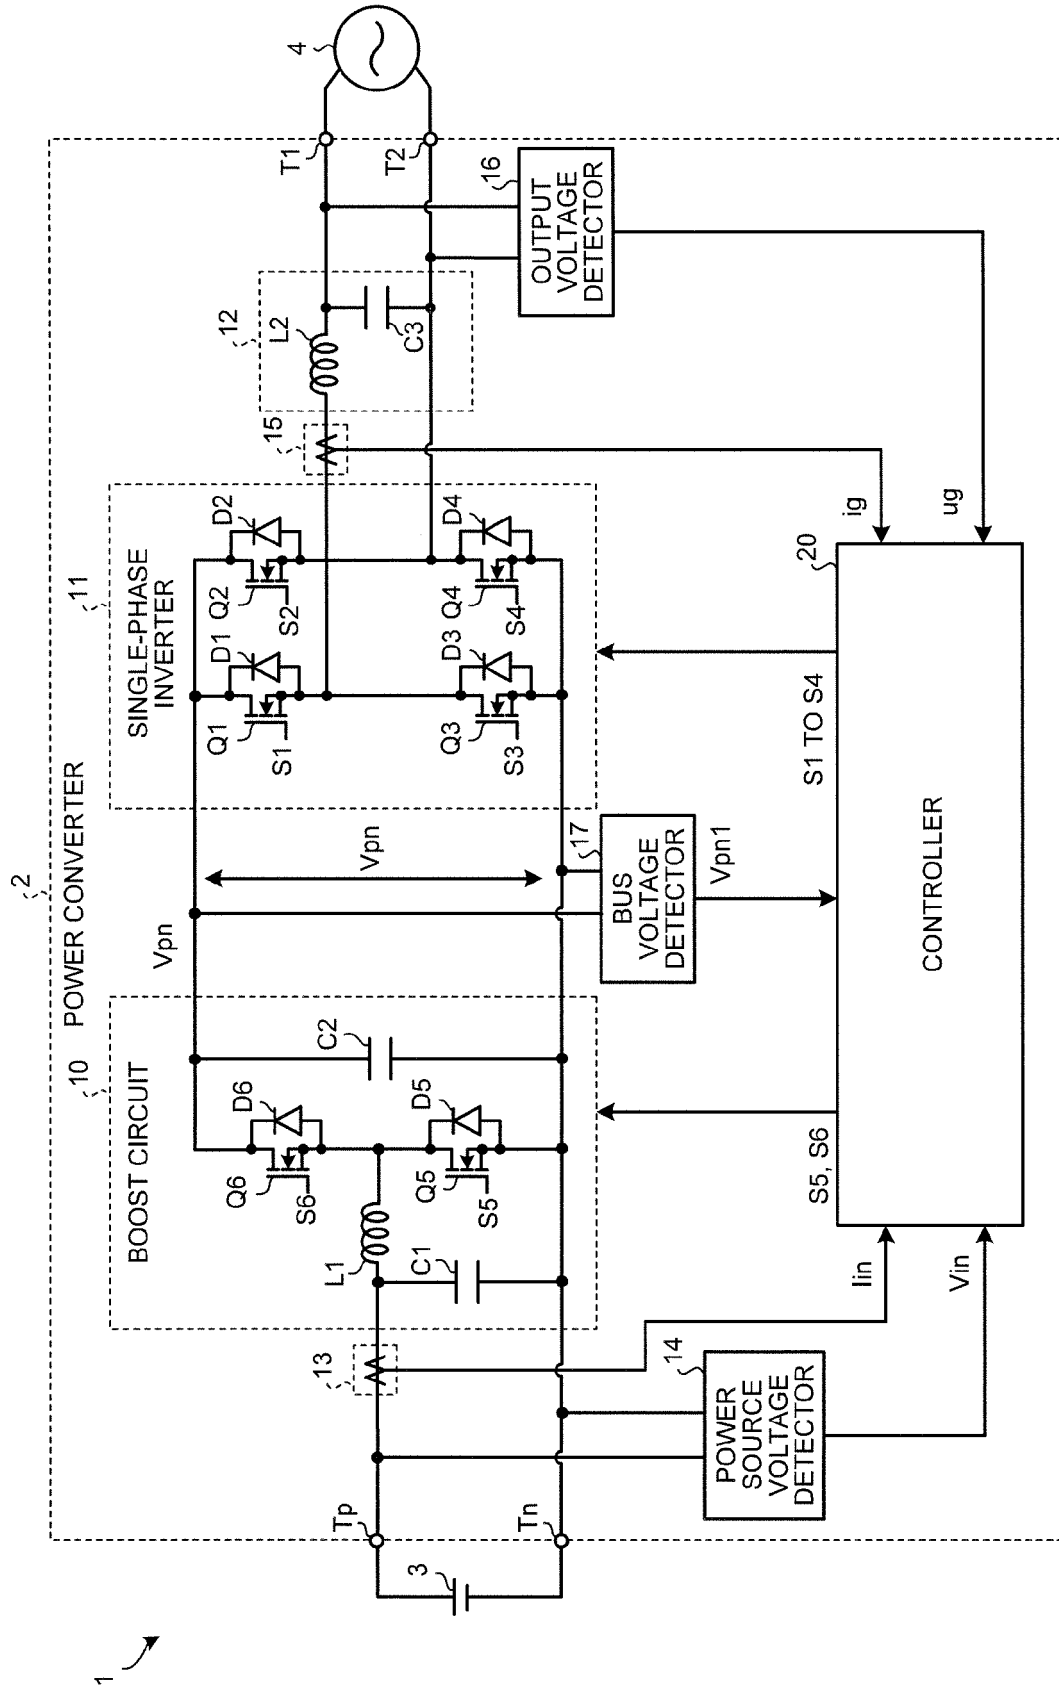 1
2
POWER CONVERTER
10
BOOST CIRCUIT
Q6
D6
S6
C2
L1
Q5
D5
S5
C1
13
Tp
3
Tn
14
POWER
SOURCE
VOLTAGE
DETECTOR
Iin
Vin
Vpn
Vpn
17
BUS
VOLTAGE
DETECTOR
Vpn1
11
SINGLE-PHASE
INVERTER
Q1
D1
S1
Q2
D2
S2
Q3
D3
S3
Q4
D4
S4
15
12
L2
C3
T1
T2
4
16
OUTPUT
VOLTAGE
DETECTOR
ig
ug
S5, S6
S1 TO S4
20
CONTROLLER